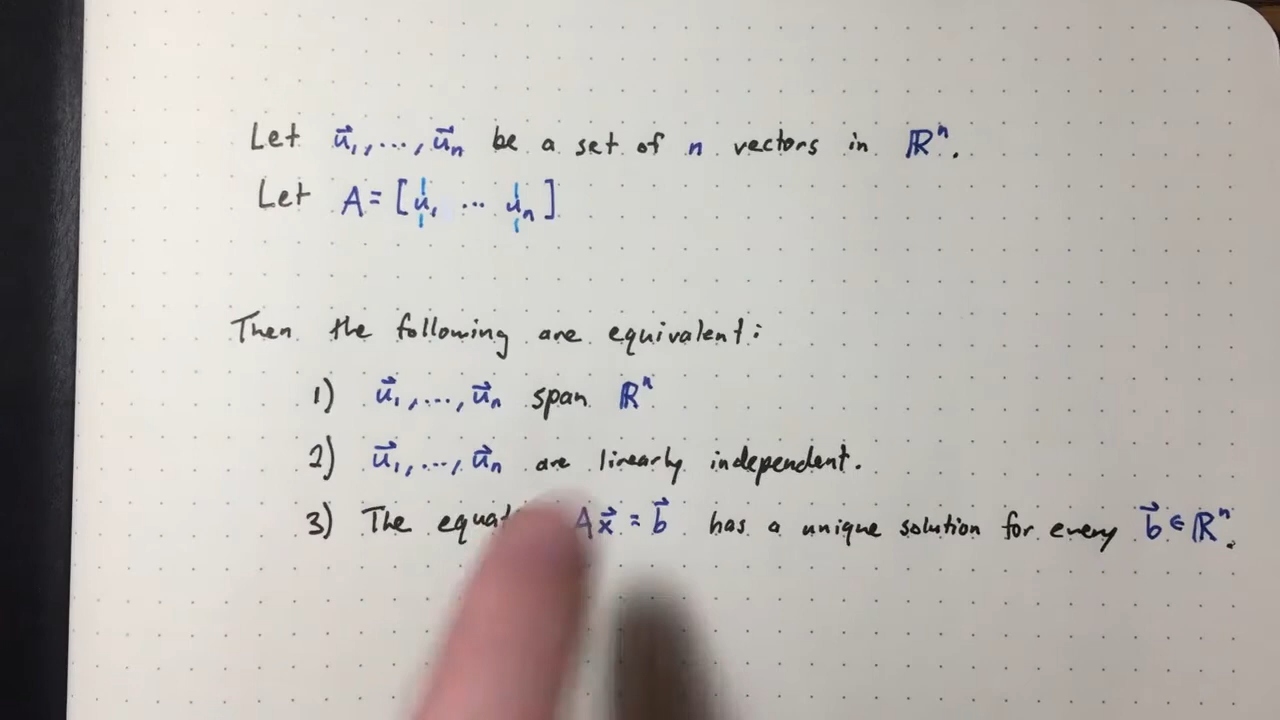 Let u⃗₁,...,u⃗ₙ be a set of n vectors in ℝⁿ.
Let A = [u₁ ... uₙ]
Then the following are equivalent:
1) u⃗₁,...,u⃗ₙ span ℝⁿ
2) u⃗₁,...,u⃗ₙ are linearly independent.
3) The Ax⃗ = b⃗ has a unique solution for every b⃗ ∈ ℝⁿ.